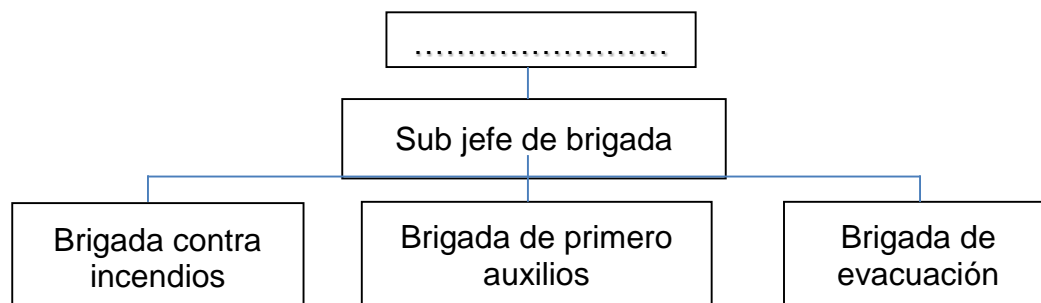 ........................
Sub jefe de brigada
Brigada contra
incendios
Brigada de primero
auxilios
Brigada de
evacuación